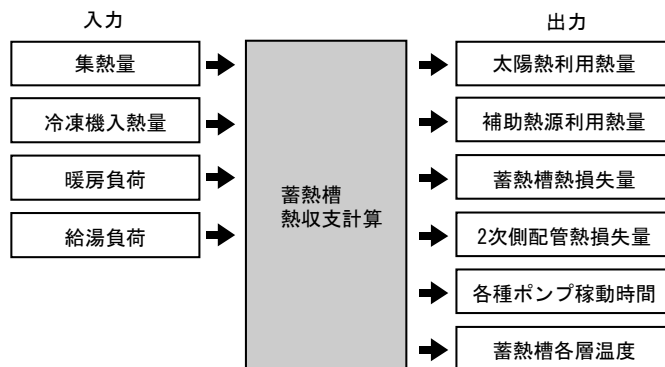 入力
集熱量
冷凍機入熱量
暖房負荷
給湯負荷
蓄熱槽
熱収支計算
出力
太陽熱利用熱量
補助熱源利用熱量
蓄熱槽熱損失量
2次側配管熱損失量
各種ポンプ稼動時間
蓄熱槽各層温度